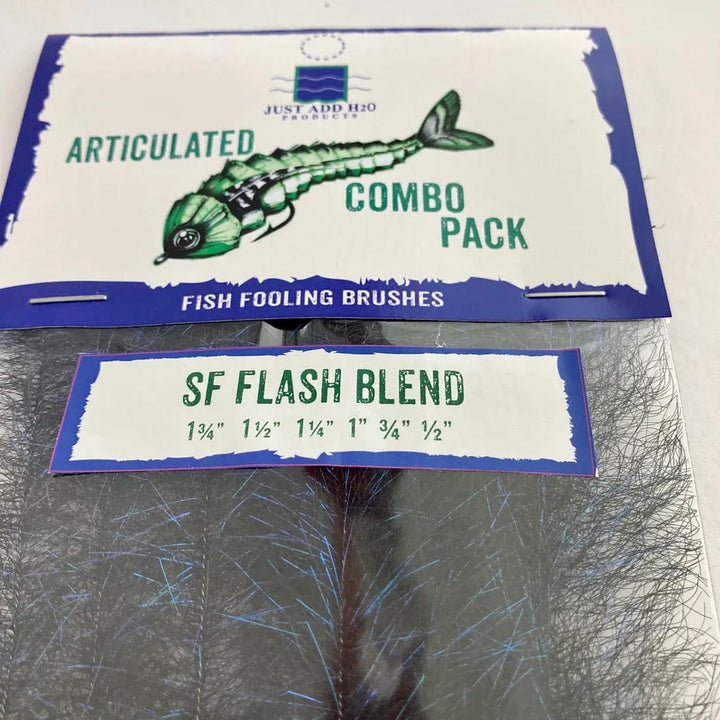 JUST ADD H2O
PRODUCTS
ARTICULATED
COMBO
PACK
FISH FOOLING BRUSHES
SF FLASH BLEND
1¾" 1½" 1¼" 1" ¾" ½"